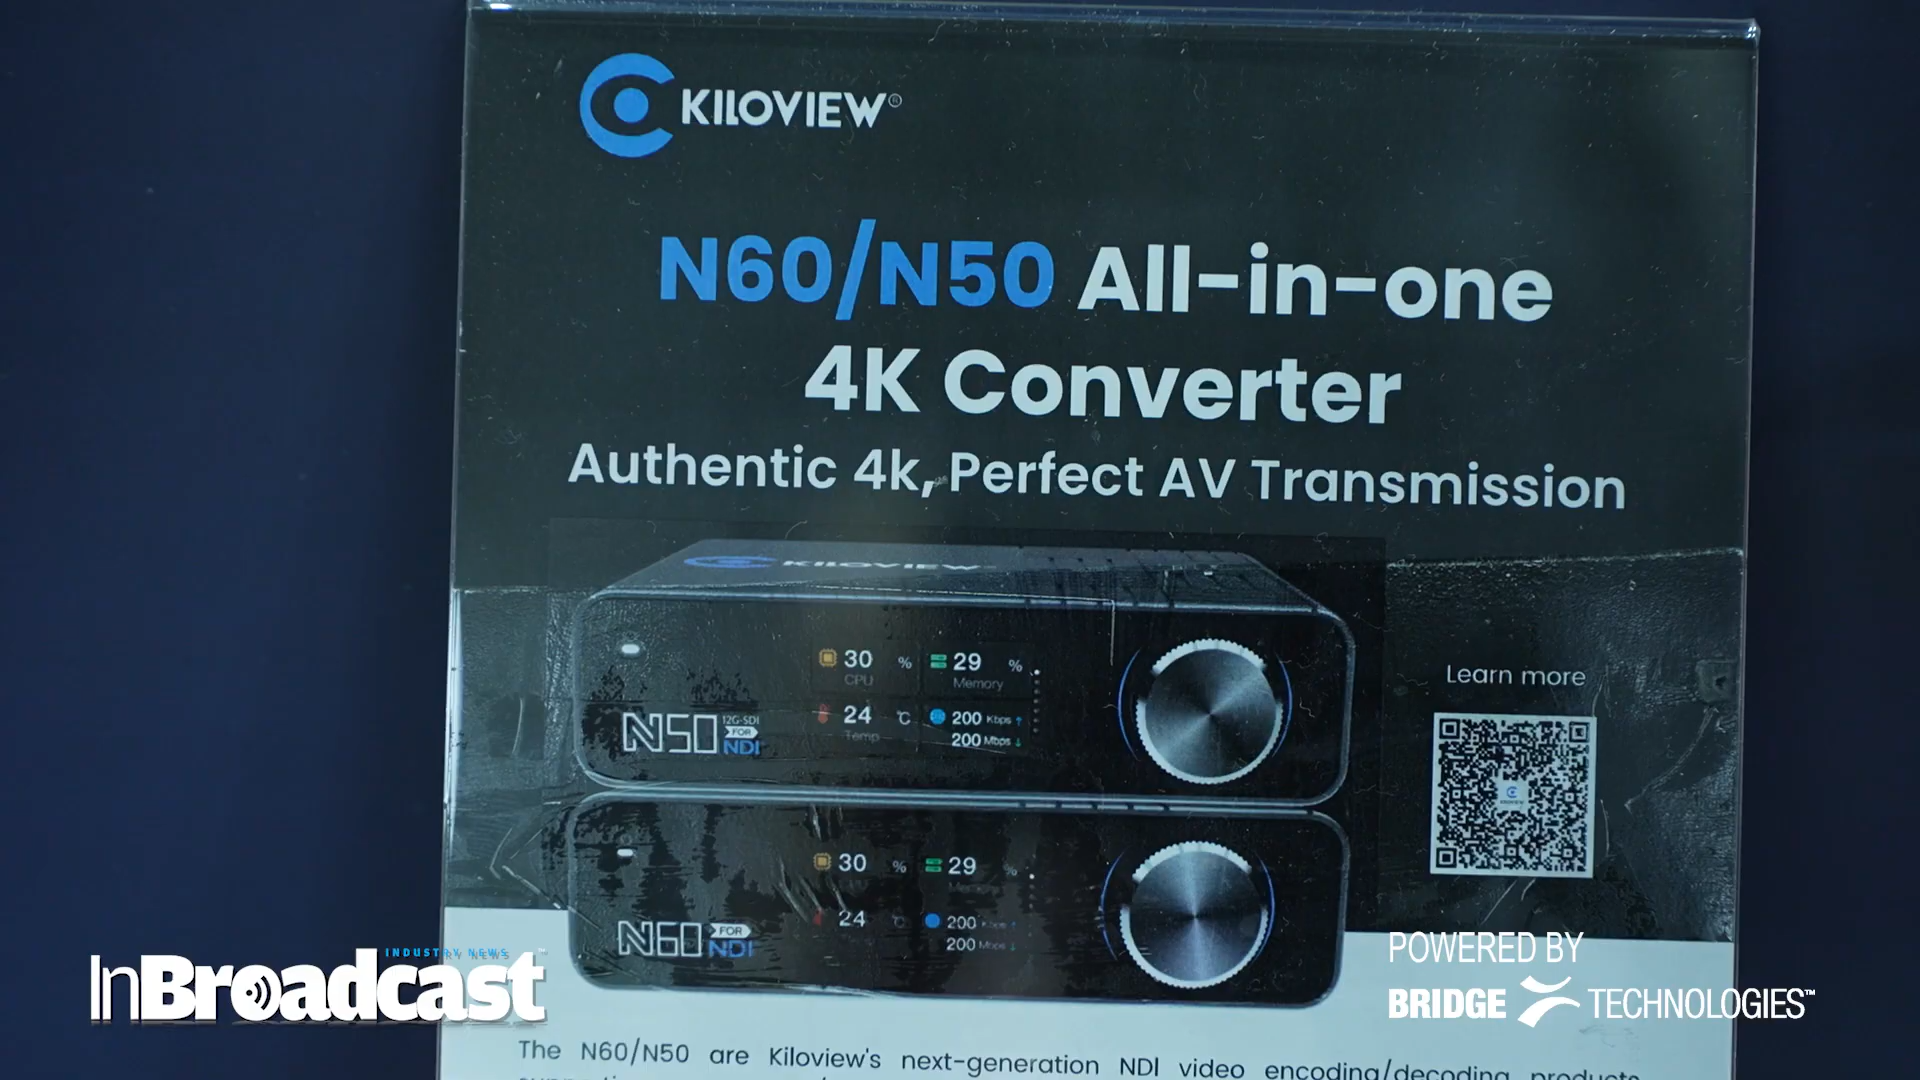 KILOVIEW®
N60/N50 All-in-one
4K Converter
Authentic 4k, Perfect AV Transmission
KILOVIEW
30 % 29 %
CPU Memory
24 °C 200 Kbps ↑
Temp 200 Mbps ↓
N50 12G-SDI FOR NDI
Learn more
30 % 29 %
24 °C 200 Kbps ↑
200 Mbps ↓
N60 FOR NDI
INDUSTRY NEWS
InBroadcast™
POWERED BY
BRIDGE TECHNOLOGIES™
The N60/N50 are Kiloview's next-generation NDI video encoding/decoding products